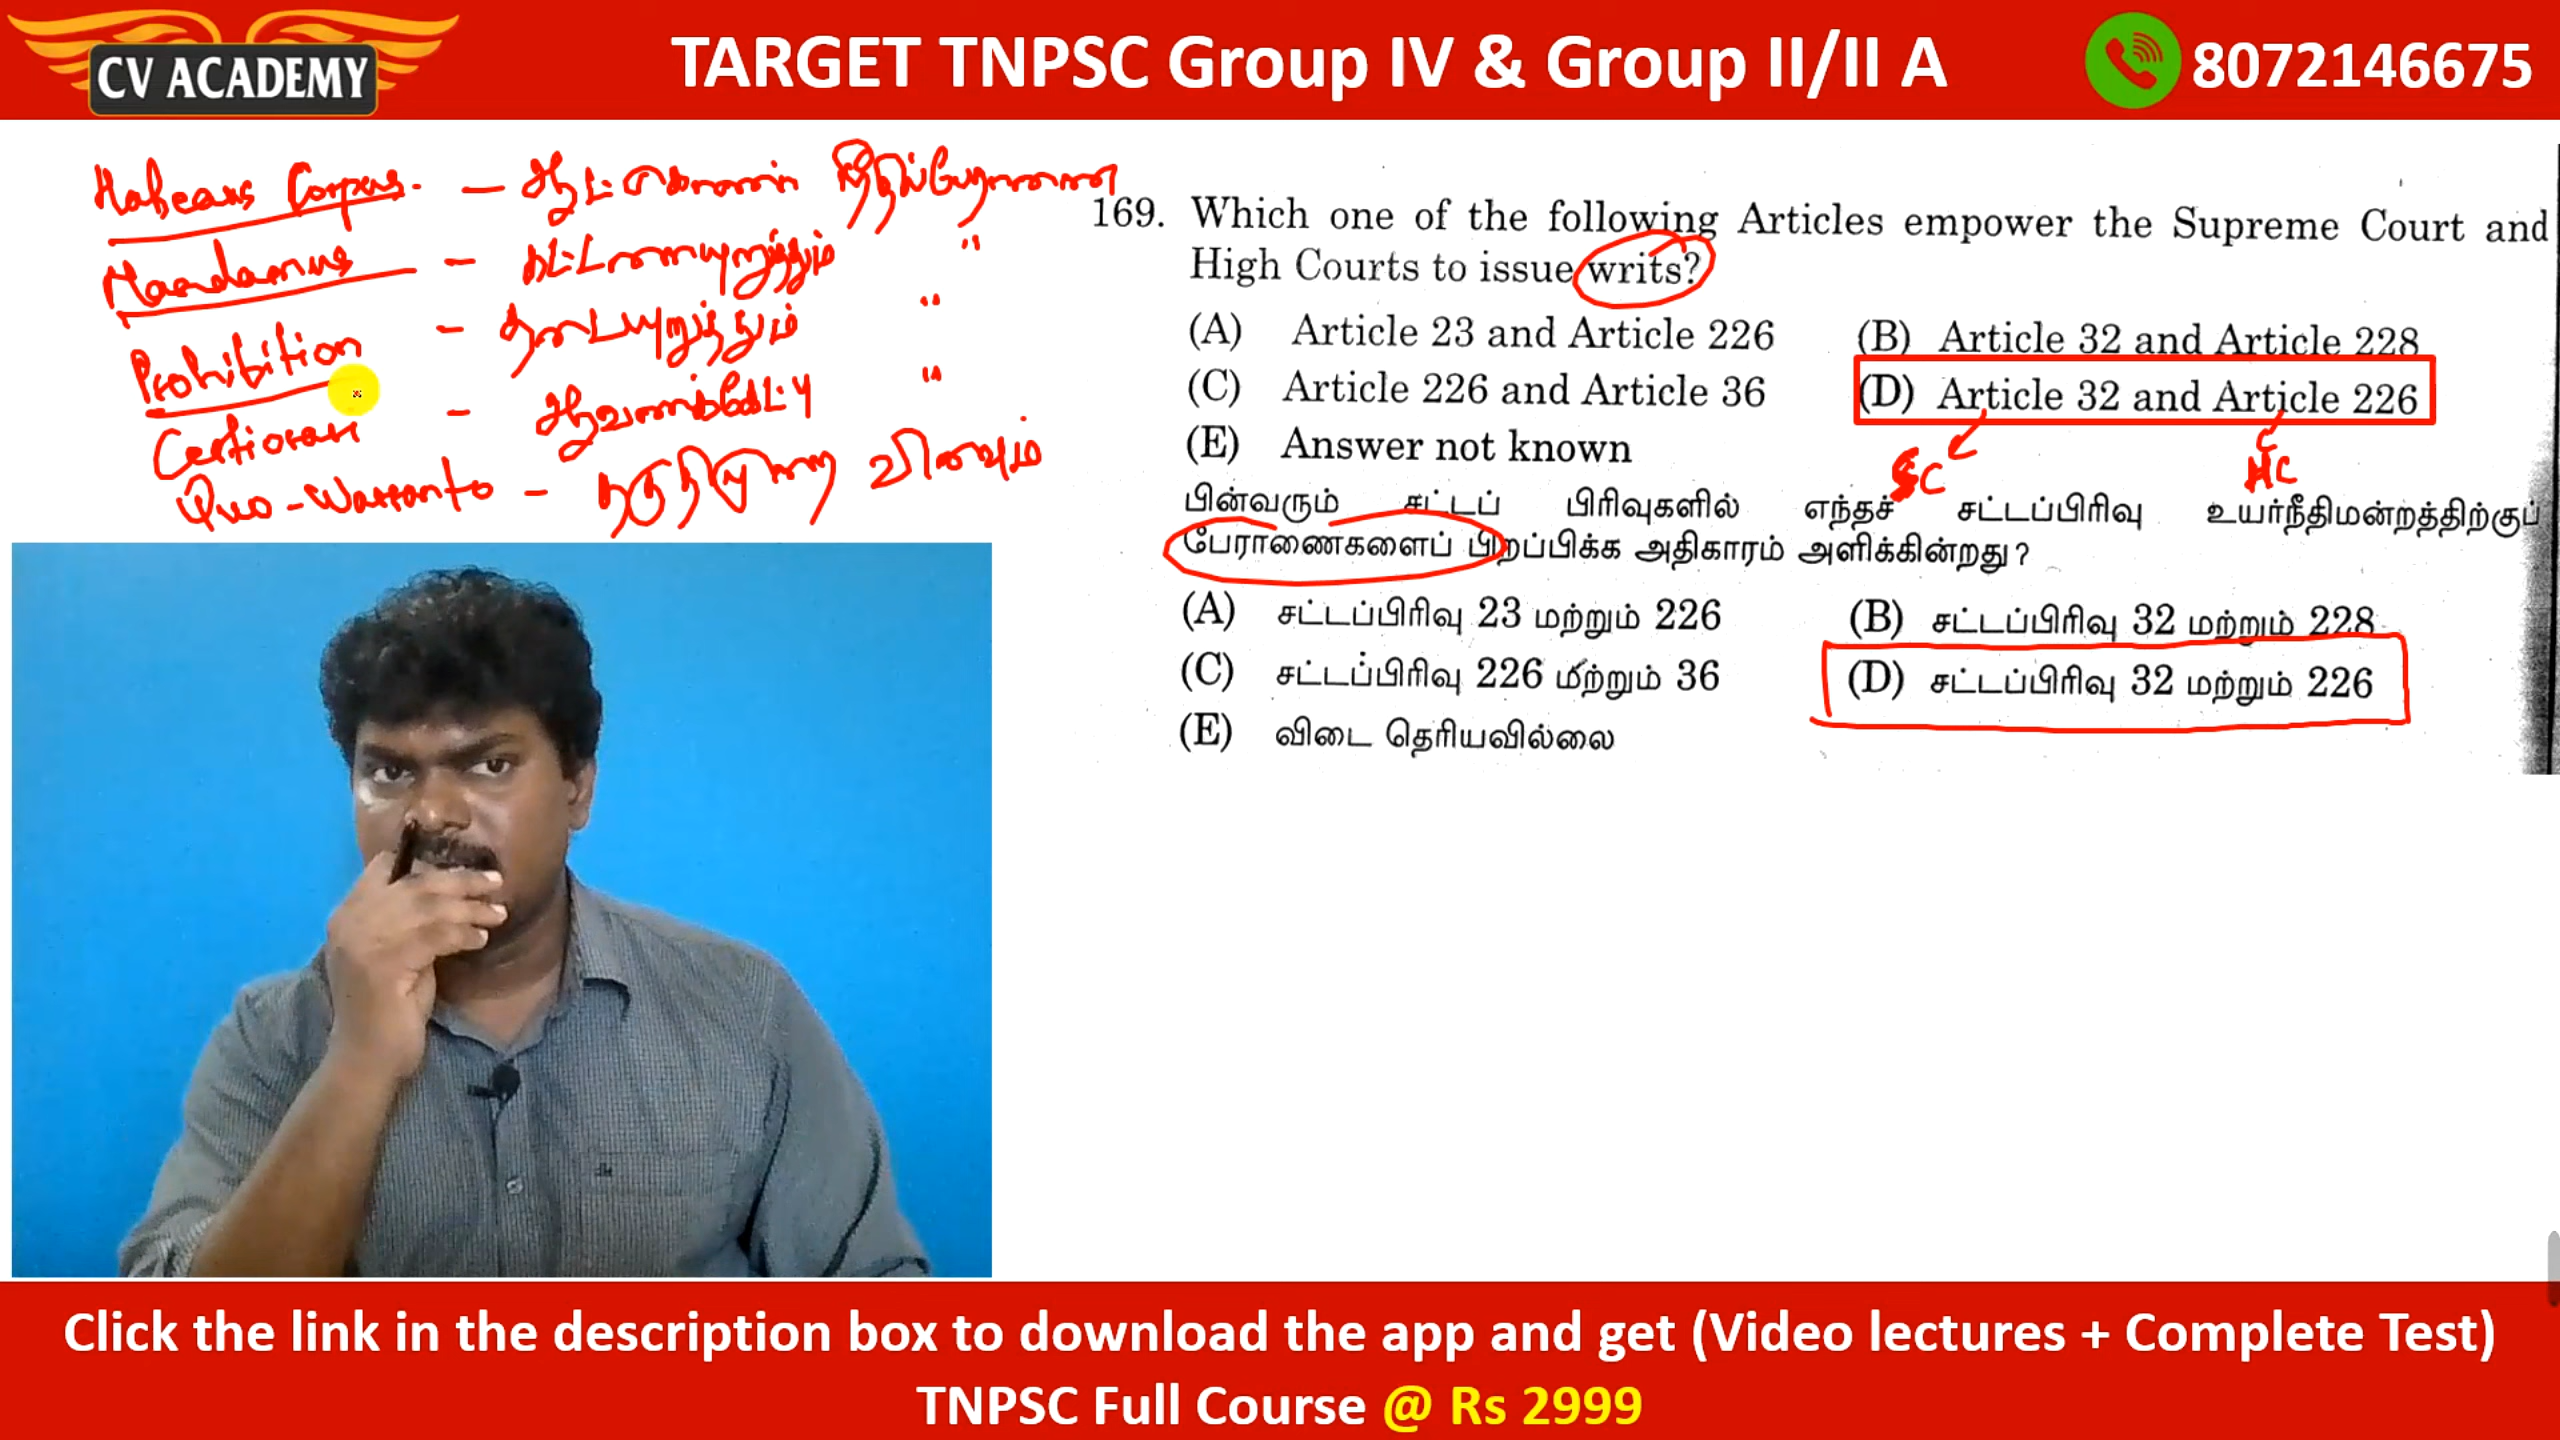 CV ACADEMY
TARGET TNPSC Group IV & Group II/II A
8072146675
Habeaus Corpus. - ஆட்கொணர் நீதிப்பேராணை
Mandamus - கட்டளையுறுத்தும் "
Prohibition - தடையுறுத்தும் "
Certiorari - ஆவணக்கேட்பு "
Quo-Warranto - தகுதிமுறை வினவும்
169. Which one of the following Articles empower the Supreme Court and
High Courts to issue writs?
(A) Article 23 and Article 226
(B) Article 32 and Article 228
(C) Article 226 and Article 36
(D) Article 32 and Article 226
(E) Answer not known
SC
HC
பின்வரும் சட்டப் பிரிவுகளில் எந்தச் சட்டப்பிரிவு உயர்நீதிமன்றத்திற்குப்
பேராணைகளைப் பிறப்பிக்க அதிகாரம் அளிக்கின்றது?
(A) சட்டப்பிரிவு 23 மற்றும் 226
(B) சட்டப்பிரிவு 32 மற்றும் 228
(C) சட்டப்பிரிவு 226 மற்றும் 36
(D) சட்டப்பிரிவு 32 மற்றும் 226
(E) விடை தெரியவில்லை
Click the link in the description box to download the app and get (Video lectures + Complete Test)
TNPSC Full Course @ Rs 2999